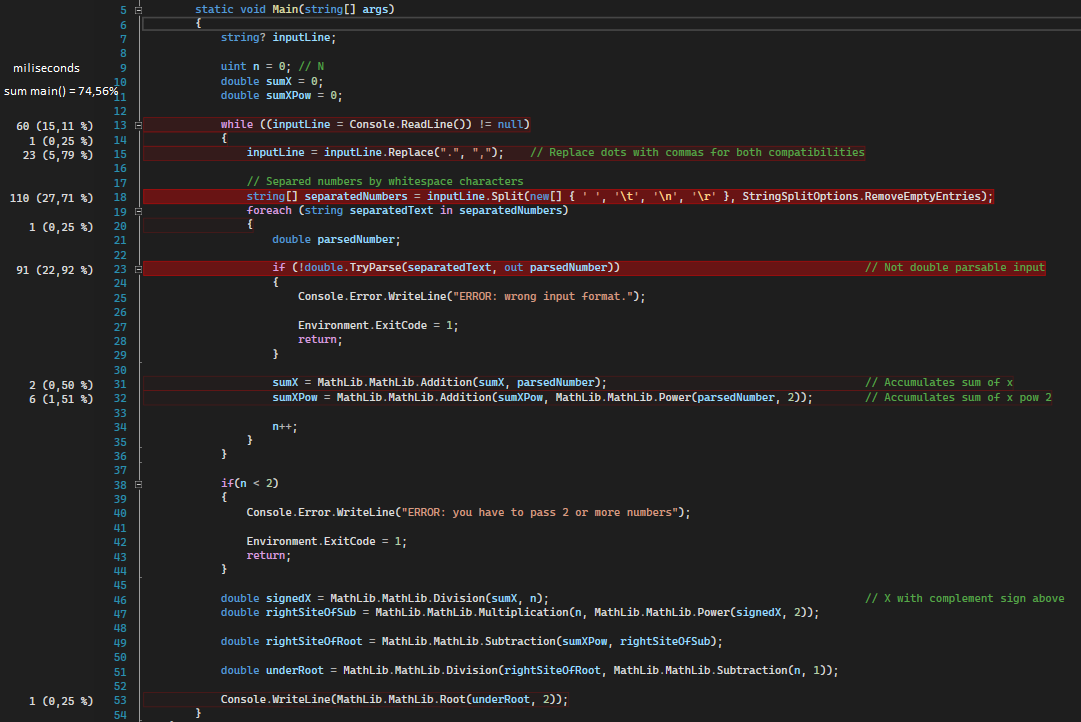 5 static void Main(string[] args)
6 {
7 string? inputLine;
8
miliseconds
9 uint n = 0; // N
10 double sumX = 0;
sum main() = 74,56%
11 double sumXPow = 0;
12
60 (15,11 %) 13 while ((inputLine = Console.ReadLine()) != null)
1 (0,25 %) 14 {
23 (5,79 %) 15 inputLine = inputLine.Replace(".", ","); // Replace dots with commas for both compatibilities
16
17 // Separed numbers by whitespace characters
110 (27,71 %) 18 string[] separatedNumbers = inputLine.Split(new[] { ' ', '\t', '\n', '\r' }, StringSplitOptions.RemoveEmptyEntries);
19 foreach (string separatedText in separatedNumbers)
1 (0,25 %) 20 {
21 double parsedNumber;
22
91 (22,92 %) 23 if (!double.TryParse(separatedText, out parsedNumber)) // Not double parsable input
24 {
25 Console.Error.WriteLine("ERROR: wrong input format.");
26
27 Environment.ExitCode = 1;
28 return;
29 }
30
2 (0,50 %) 31 sumX = MathLib.MathLib.Addition(sumX, parsedNumber); // Accumulates sum of x
6 (1,51 %) 32 sumXPow = MathLib.MathLib.Addition(sumXPow, MathLib.MathLib.Power(parsedNumber, 2)); // Accumulates sum of x pow 2
33
34 n++;
35 }
36 }
37
38 if(n < 2)
39 {
40 Console.Error.WriteLine("ERROR: you have to pass 2 or more numbers");
41
42 Environment.ExitCode = 1;
43 return;
44 }
45
46 double signedX = MathLib.MathLib.Division(sumX, n); // X with complement sign above
47 double rightSiteOfSub = MathLib.MathLib.Multiplication(n, MathLib.MathLib.Power(signedX, 2));
48
49 double rightSiteOfRoot = MathLib.MathLib.Subtraction(sumXPow, rightSiteOfSub);
50
51 double underRoot = MathLib.MathLib.Division(rightSiteOfRoot, MathLib.MathLib.Subtraction(n, 1));
52
1 (0,25 %) 53 Console.WriteLine(MathLib.MathLib.Root(underRoot, 2));
54 }